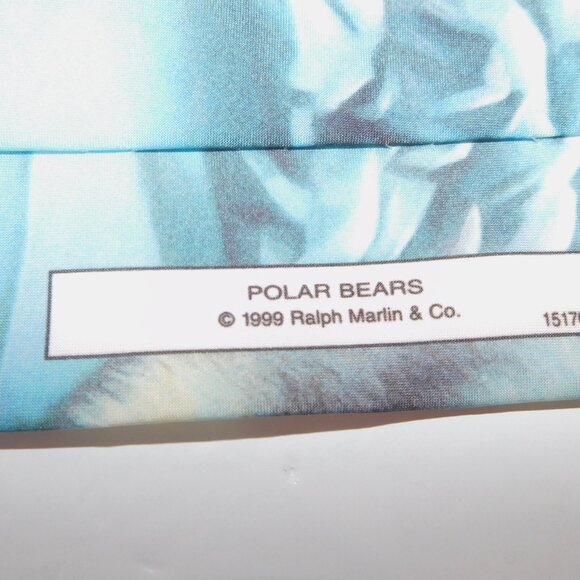 POLAR BEARS
© 1999 Ralph Marlin & Co.